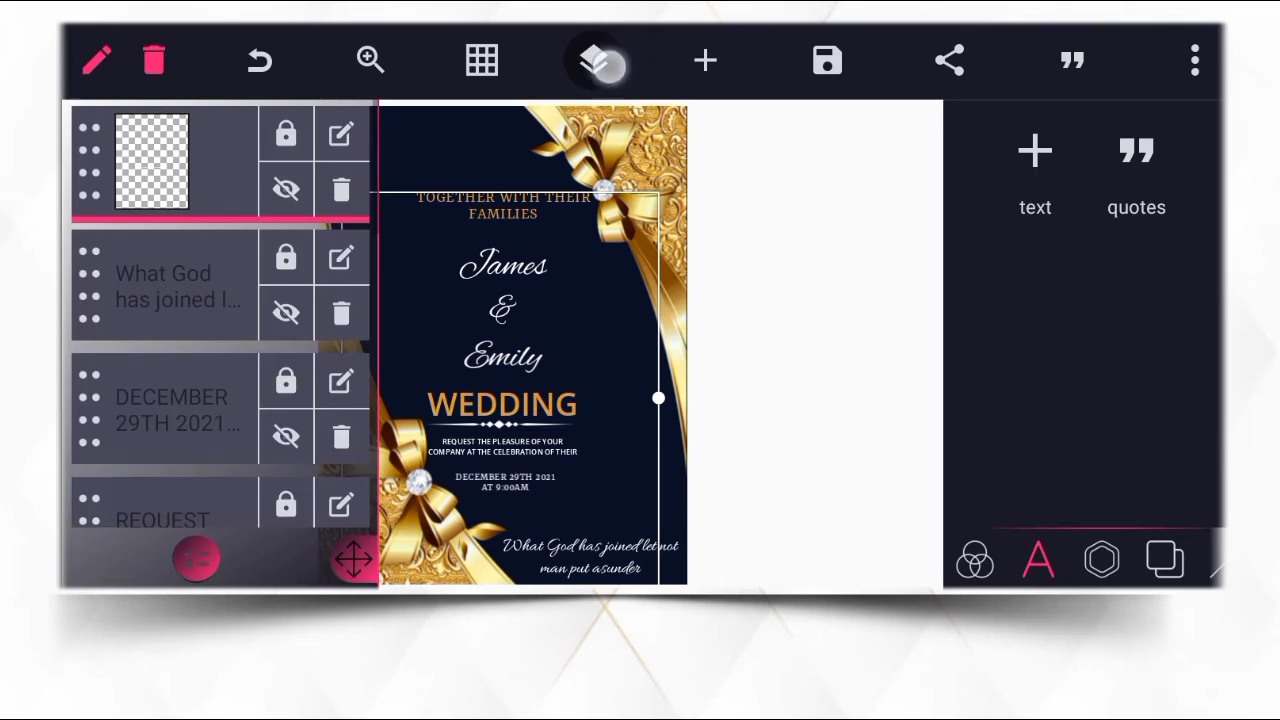 What God
has joined l...
DECEMBER
29TH 2021...
REQUEST
TOGETHER WITH THEIR
FAMILIES
James
&
Emily
WEDDING
REQUEST THE PLEASURE OF YOUR
COMPANY AT THE CELEBRATION OF THEIR
DECEMBER 29TH 2021
AT 9:00AM
What God has joined let not
man put asunder
text
quotes